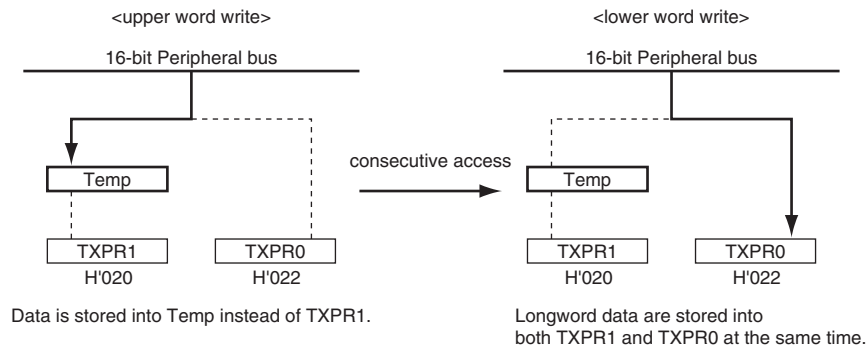 <upper word write>
16-bit Peripheral bus
Temp
TXPR1 TXPR0
H'020 H'022
Data is stored into Temp instead of TXPR1.
consecutive access
<lower word write>
16-bit Peripheral bus
Temp
TXPR1 TXPR0
H'020 H'022
Longword data are stored into
both TXPR1 and TXPR0 at the same time.